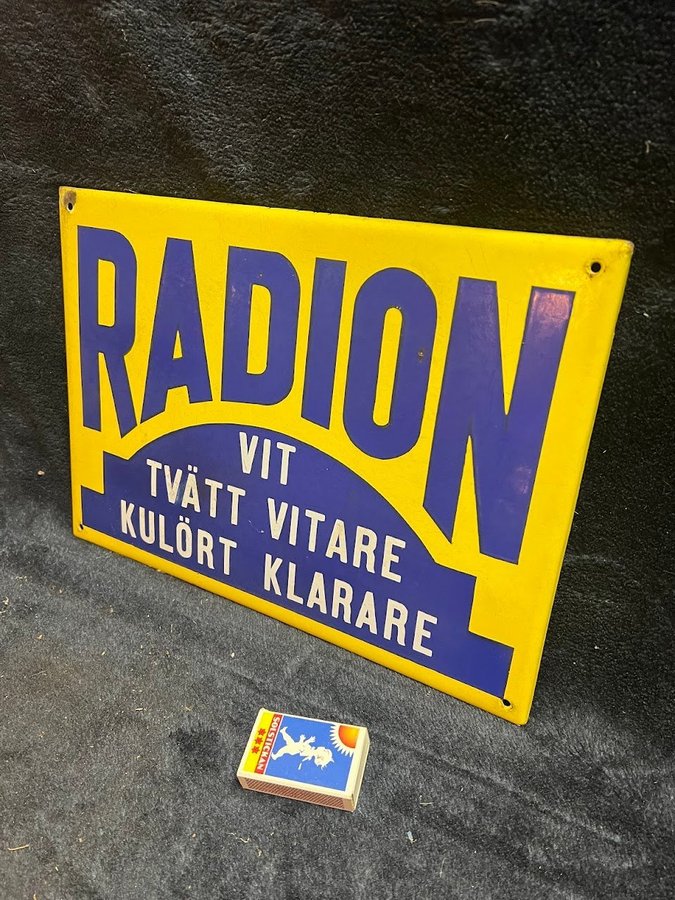 RADION
VIT
TVÄTT VITARE
KULÖRT KLARARE
SOLSTICKAN